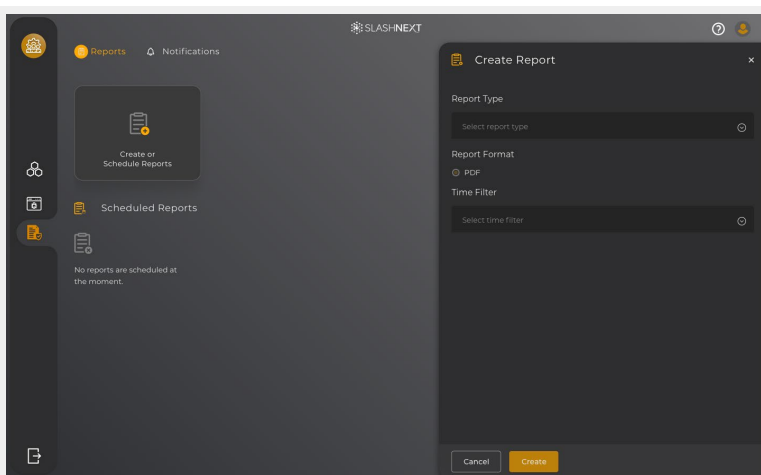 SLASHNEXT
Reports
Notifications
Create or
Schedule Reports
Scheduled Reports
No reports are scheduled at
the moment.
Create Report
×
Report Type
Select report type
Report Format
PDF
Time Filter
Select time filter
Cancel
Create